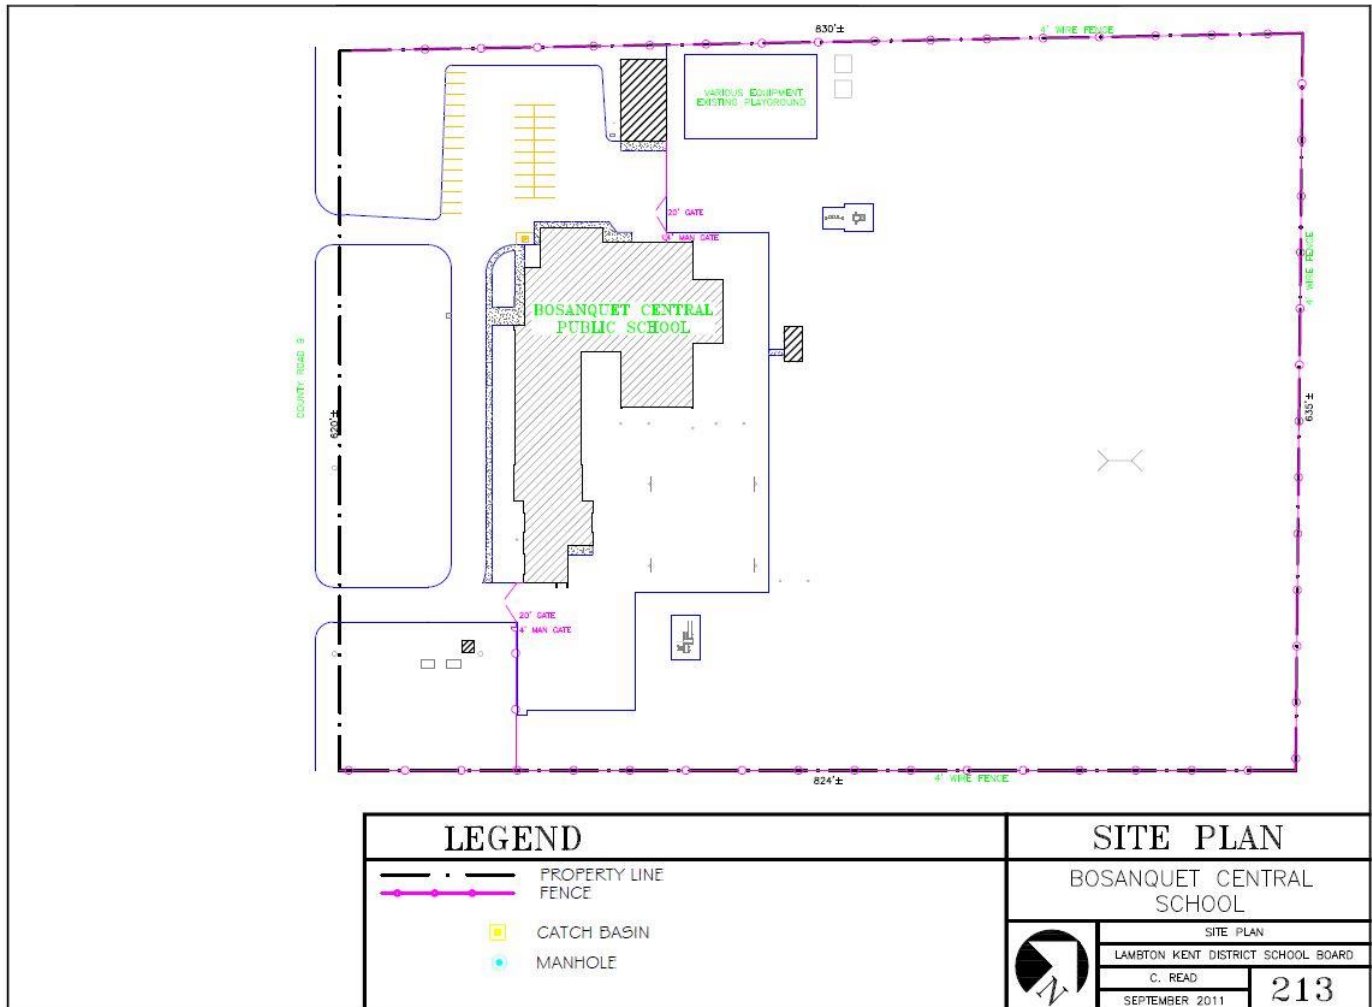 830'±
4' WIRE FENCE
VARIOUS EQUIPMENT
EXISTING PLAYGROUND
20' GATE
4' MAN GATE
4' WIRE FENCE
BOSANQUET CENTRAL
PUBLIC SCHOOL
COUNTY ROAD 9
620'±
635'±
20' GATE
4' MAN GATE
824'±
4' WIRE FENCE
LEGEND
PROPERTY LINE
FENCE
CATCH BASIN
MANHOLE
SITE PLAN
BOSANQUET CENTRAL
SCHOOL
SITE PLAN
LAMBTON KENT DISTRICT SCHOOL BOARD
C. READ
SEPTEMBER 2011
213
N